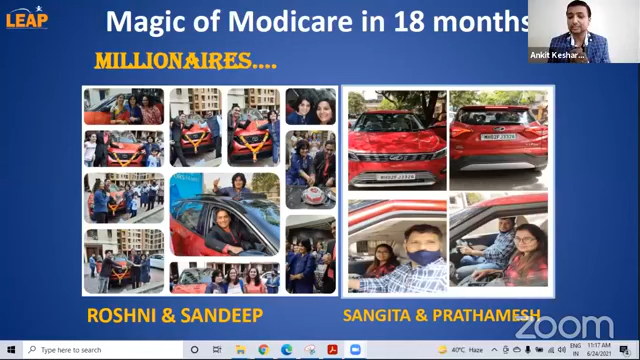 LEAP
Magic of Modicare in 18 months
Ankit Keshar...
MILLIONAIRES....
ROSHNI & SANDEEP
SANGITA & PRATHAMESH
zoom
Type here to search
40°C Haze
ENG
IN
11:17 AM
6/24/2021